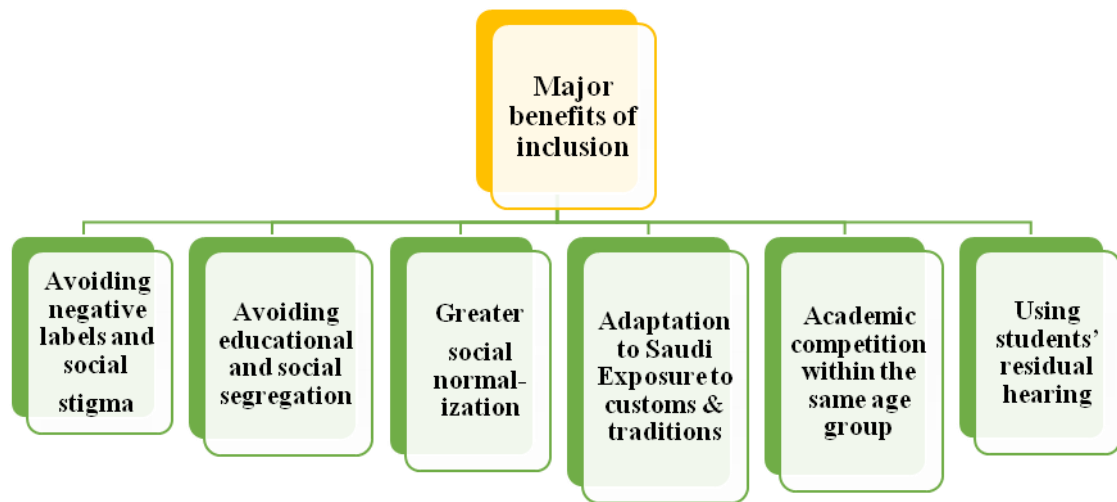 Major
benefits of
inclusion
Avoiding
negative
labels and
social
stigma
Avoiding
educational
and social
segregation
Greater
social
normal-
ization
Adaptation
to Saudi
Exposure to
customs &
traditions
Academic
competition
within the
same age
group
Using
students’
residual
hearing